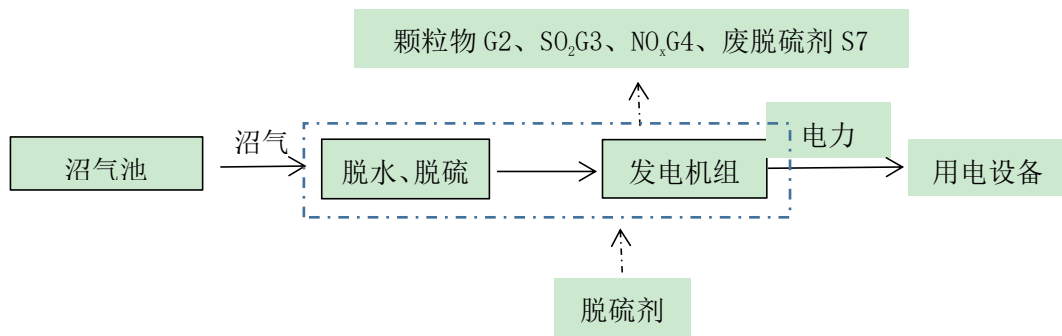 颗粒物 G2、SO₂G3、NOₓG4、废脱硫剂 S7
沼气
电力
沼气池
脱水、脱硫
发电机组
用电设备
脱硫剂